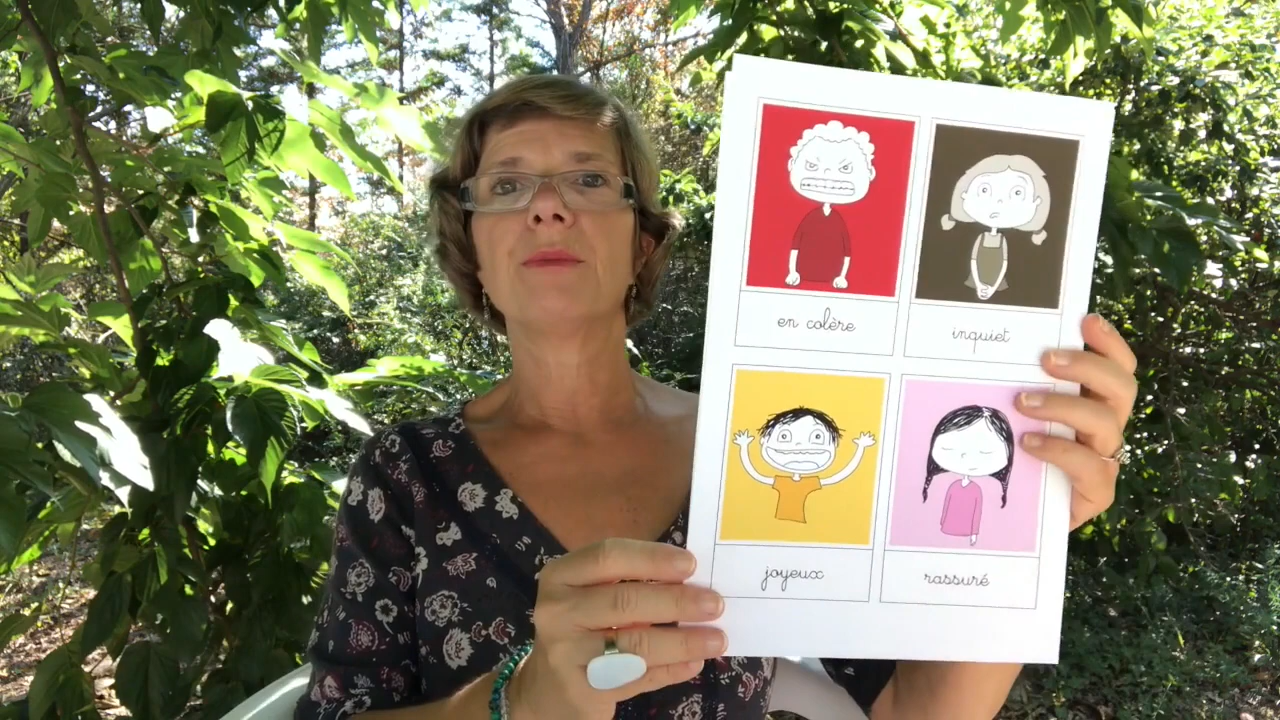 en colère
inquiet
joyeux
rassuré